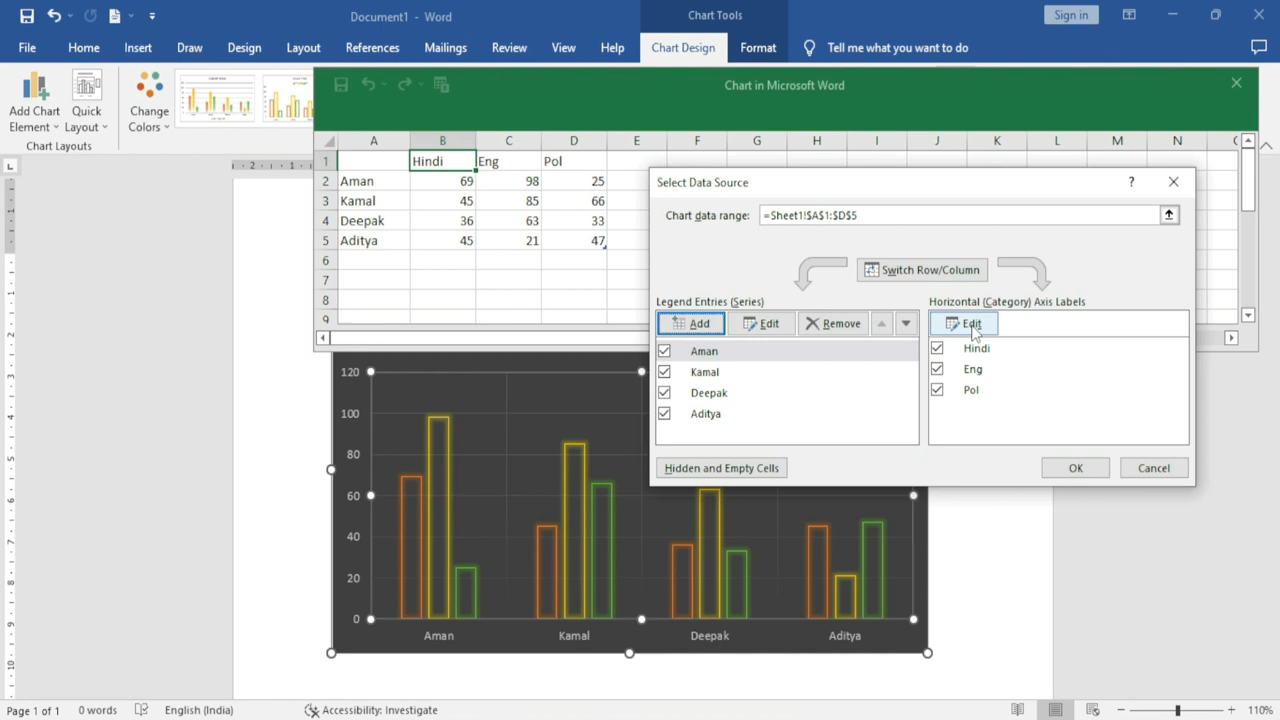 Document1 - Word
Chart Tools
Sign in
File Home Insert Draw Design Layout References Mailings Review View Help Chart Design Format Tell me what you want to do
Add Chart Element
Quick Layout
Change Colors
Chart Layouts
Chart in Microsoft Word
A B C D E F G H I J K L M N
1 Hindi Eng Pol
2 Aman 69 98 25
3 Kamal 45 85 66
4 Deepak 36 63 33
5 Aditya 45 21 47
6
7
8
9
Select Data Source
? 
Chart data range: =Sheet1!$A$1:$D$5
Switch Row/Column
Legend Entries (Series)
Horizontal (Category) Axis Labels
Add Edit Remove
Edit
Aman
Kamal
Deepak
Aditya
Hindi
Eng
Pol
Hidden and Empty Cells
OK Cancel
120
100
80
60
40
20
0
Aman Kamal Deepak Aditya
Page 1 of 1 0 words English (India) Accessibility: Investigate 110%